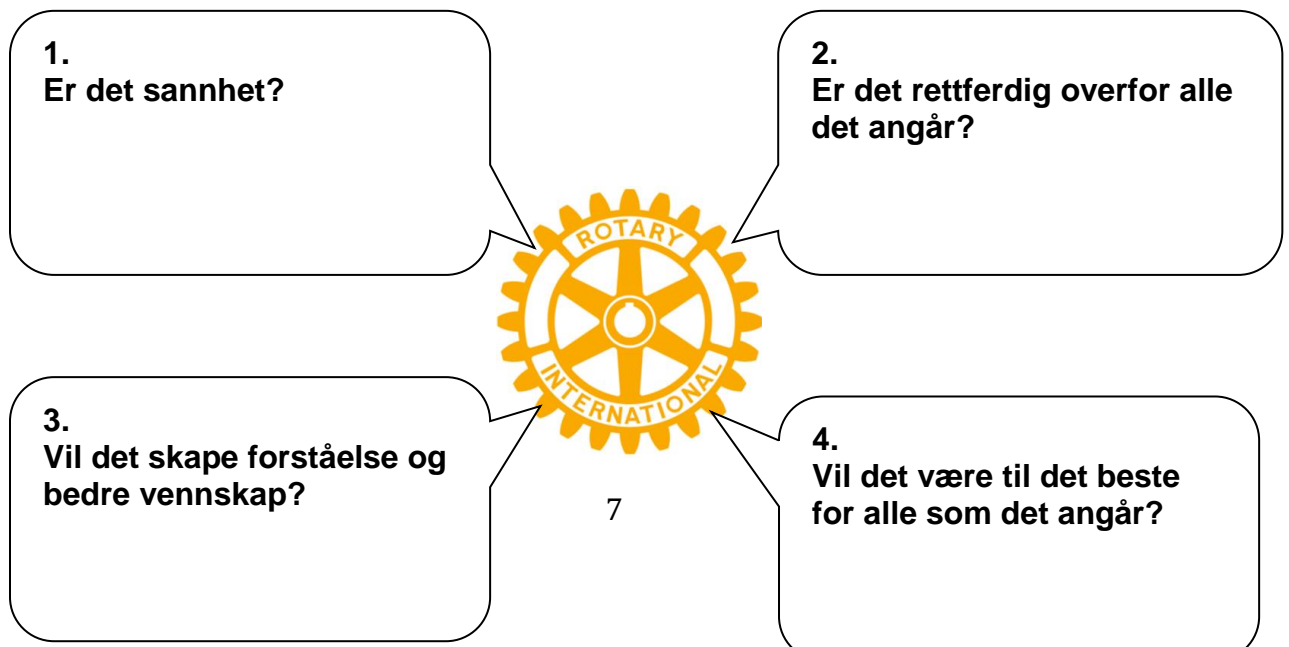 1.
Er det sannhet?
2.
Er det rettferdig overfor alle
det angår?
ROTARY
INTERNATIONAL
3.
Vil det skape forståelse og
bedre vennskap?
4.
Vil det være til det beste
for alle som det angår?
7